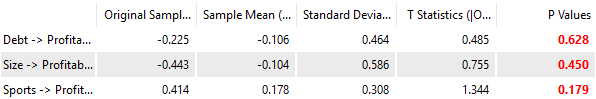 Original Sampl... Sample Mean (... Standard Devia... T Statistics (|O... P Values
Debt -> Profita... -0.225 -0.106 0.464 0.485 0.628
Size -> Profitab... -0.443 -0.104 0.586 0.755 0.450
Sports -> Profit... 0.414 0.178 0.308 1.344 0.179